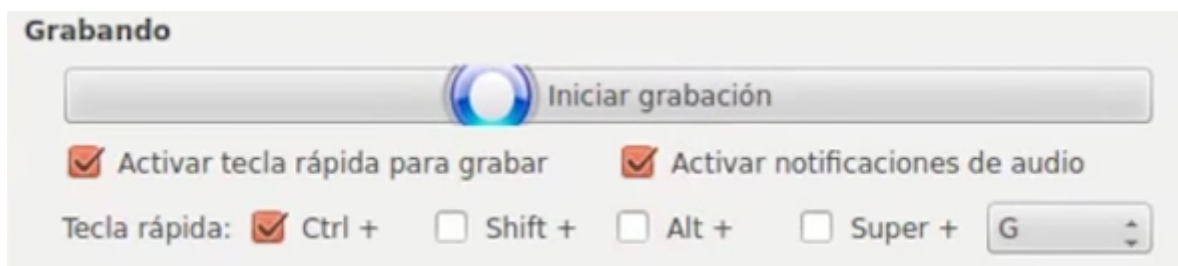 Grabando
Iniciar grabación
Activar tecla rápida para grabar Activar notificaciones de audio
Tecla rápida: Ctrl + Shift + Alt + Super + G